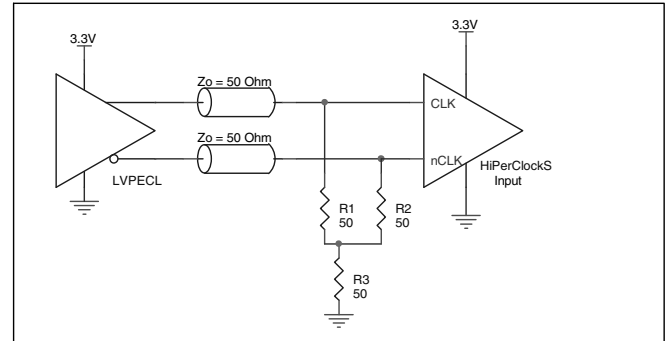 3.3V
3.3V
Zo = 50 Ohm
CLK
Zo = 50 Ohm
nCLK
HiPerClockS
Input
LVPECL
R1
50
R2
50
R3
50